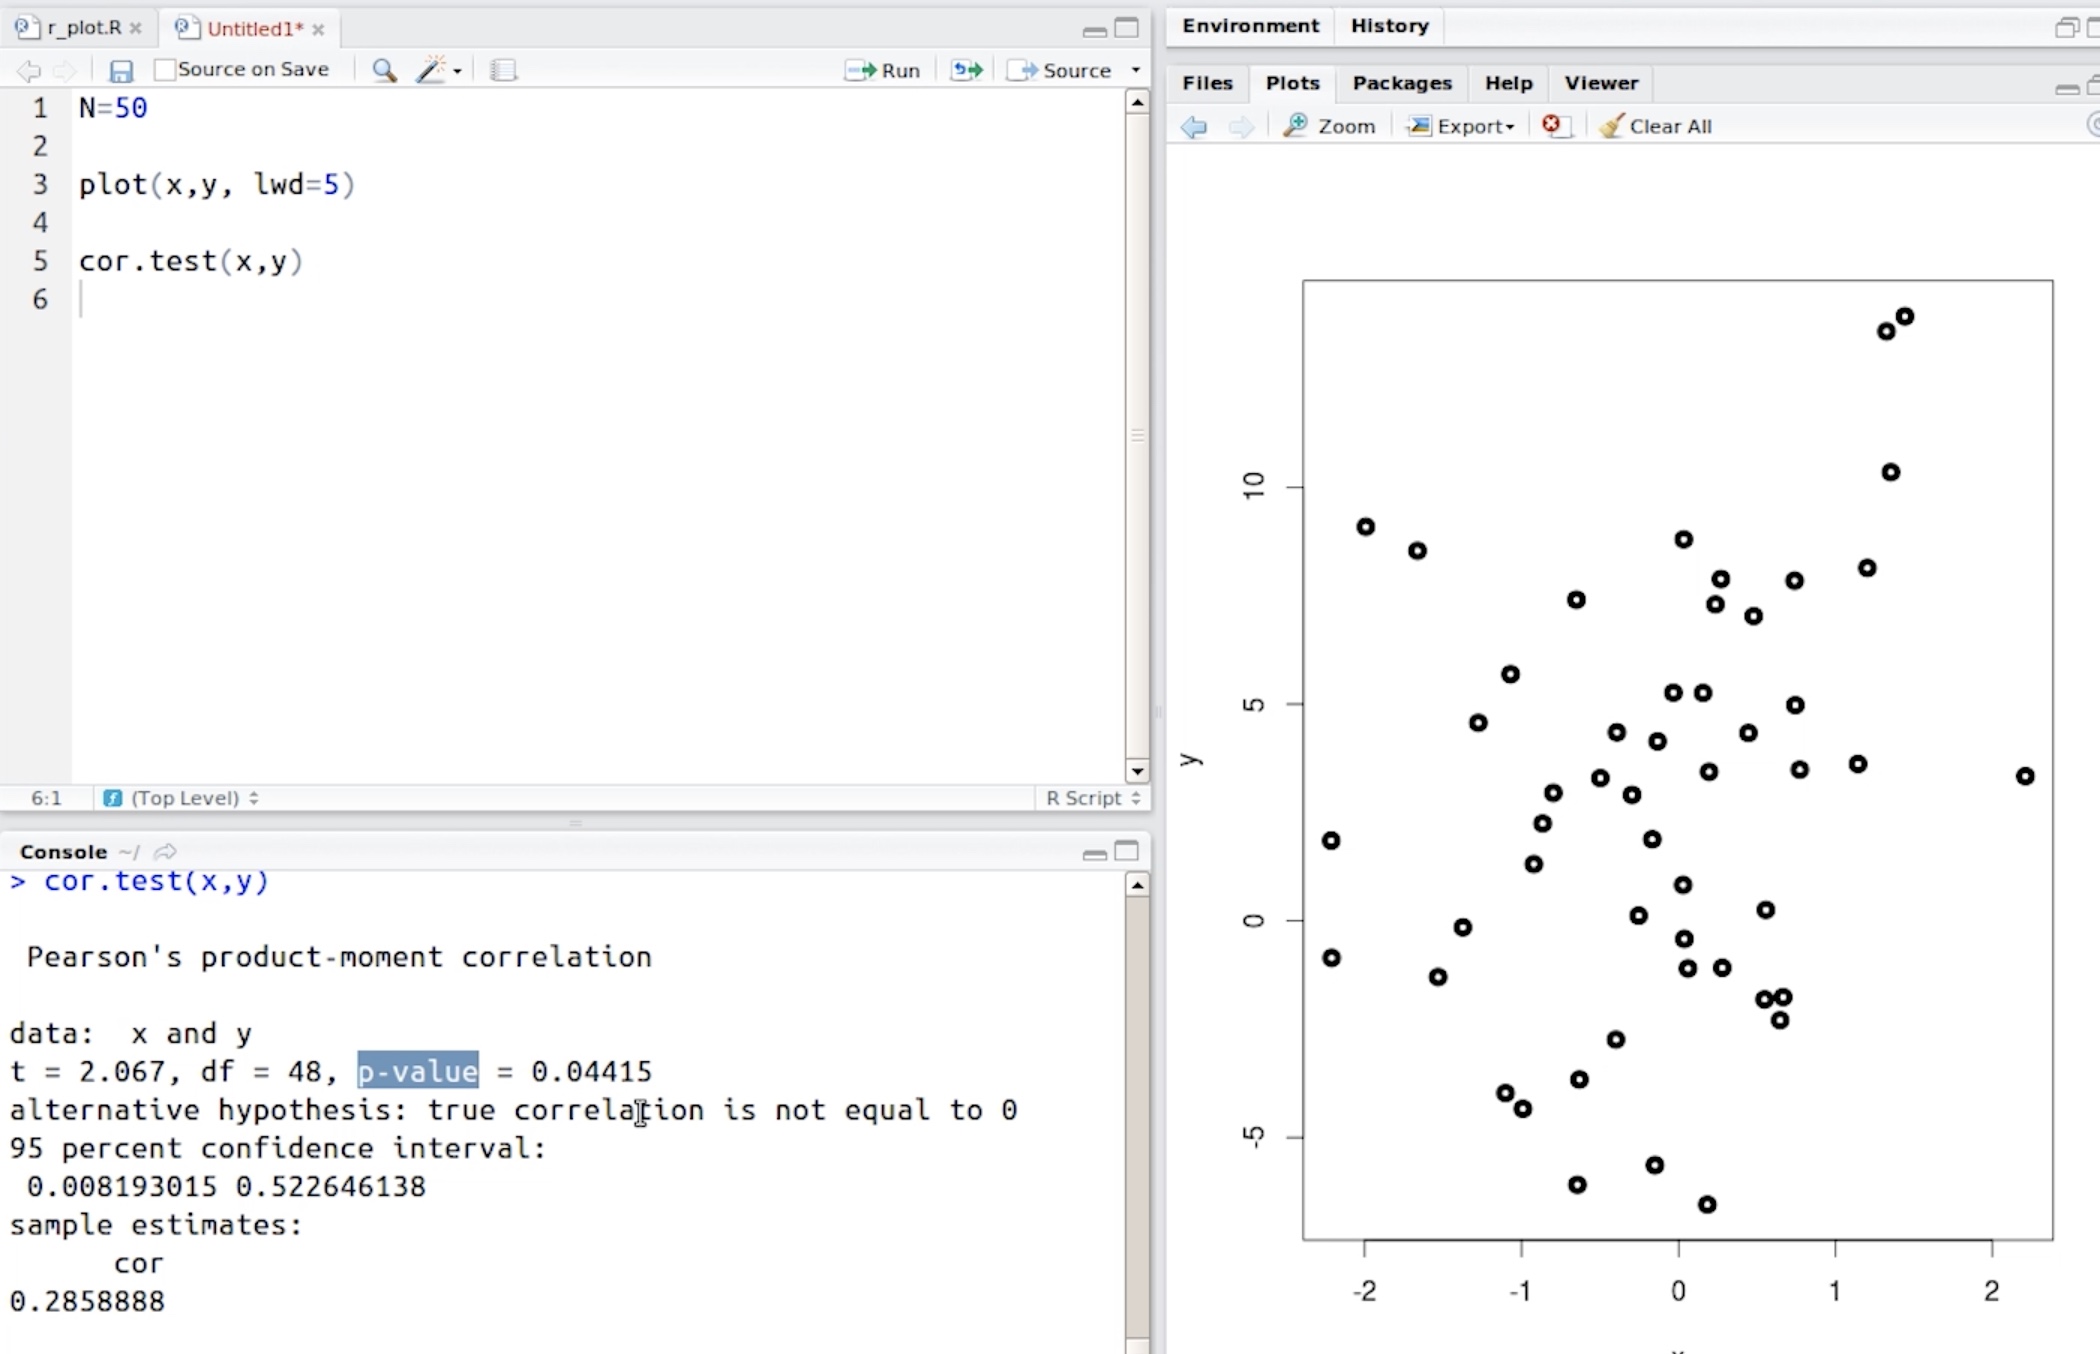 r_plot.R
Untitled1*
Source on Save
Run
Source
1 N=50
2
3 plot(x,y, lwd=5)
4
5 cor.test(x,y)
6
6:1
(Top Level)
R Script
Console ~/
> cor.test(x,y)
Pearson's product-moment correlation
data: x and y
t = 2.067, df = 48, p-value = 0.04415
alternative hypothesis: true correlation is not equal to 0
95 percent confidence interval:
0.008193015 0.522646138
sample estimates:
cor
0.2858888
Environment
History
Files
Plots
Packages
Help
Viewer
Zoom
Export
Clear All
10
5
0
-5
y
-2
-1
0
1
2